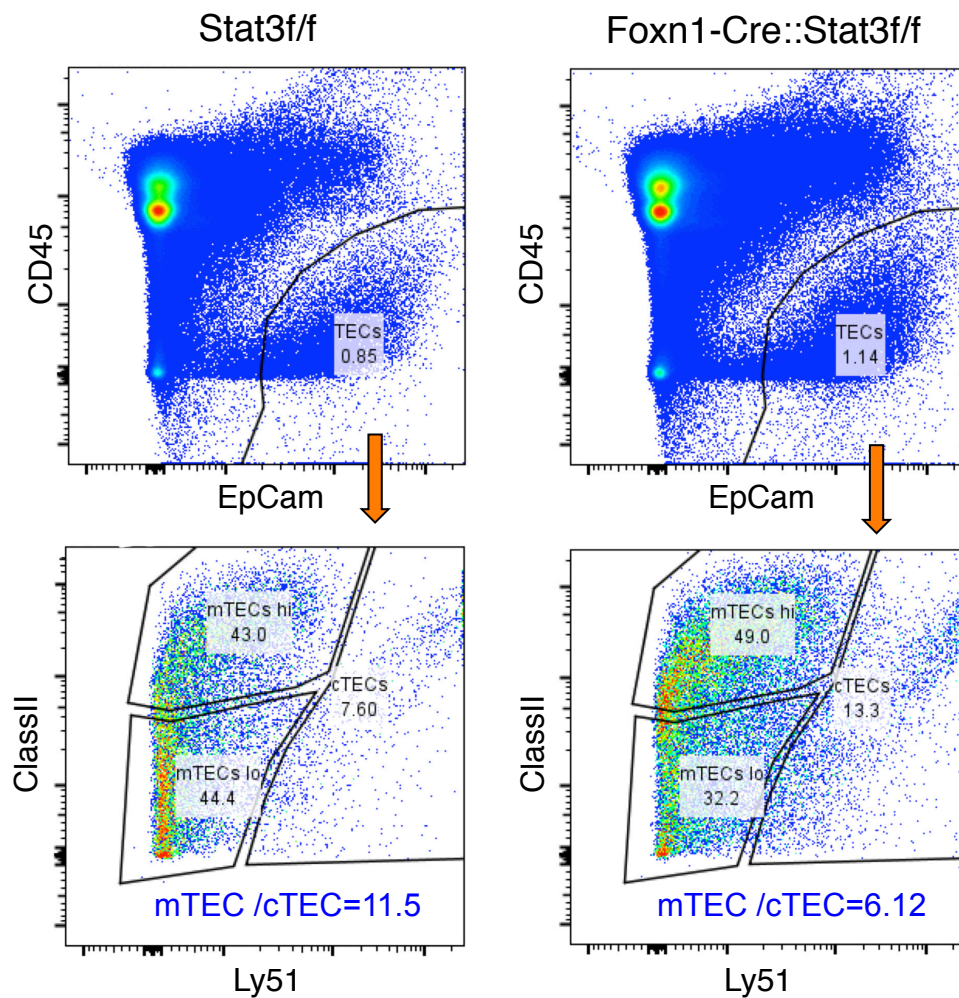 Stat3f/f
Foxn1-Cre::Stat3f/f
CD45
TECs
0.85
EpCam
CD45
TECs
1.14
EpCam
ClassII
mTECs hi
43.0
cTECs
7.60
mTECs lo
44.4
mTEC /cTEC=11.5
Ly51
ClassII
mTECs hi
49.0
cTECs
13.3
mTECs lo
32.2
mTEC /cTEC=6.12
Ly51